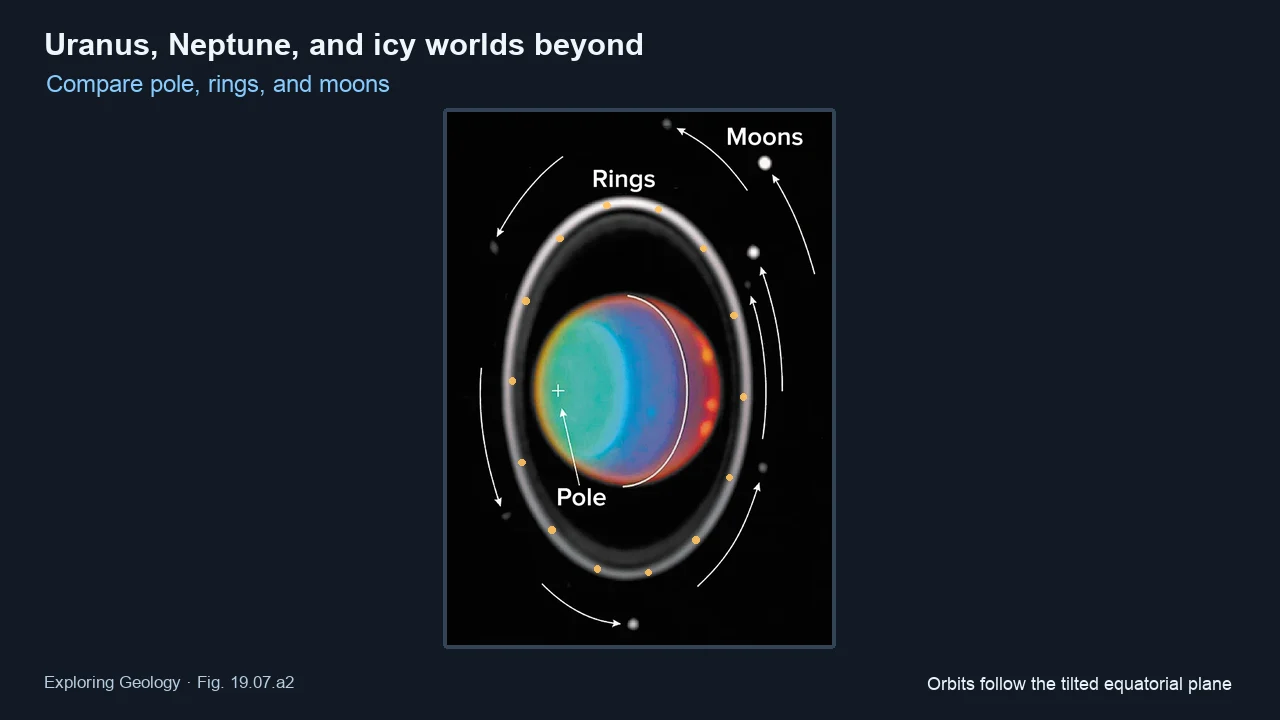 Uranus, Neptune, and icy worlds beyond
Compare pole, rings, and moons
Moons
Rings
Pole
Exploring Geology · Fig. 19.07.a2
Orbits follow the tilted equatorial plane